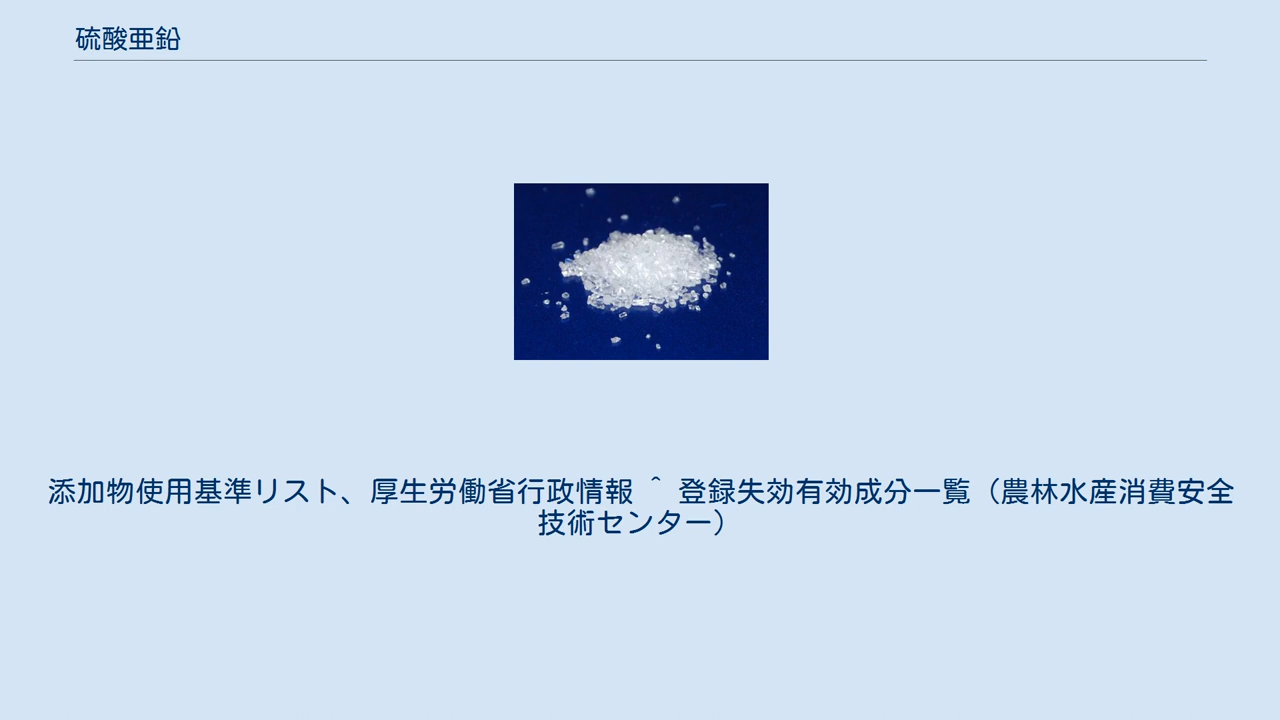 硫酸亜鉛
添加物使用基準リスト、厚生労働省行政情報 ^ 登録失効有効成分一覧（農林水産消費安全
技術センター）